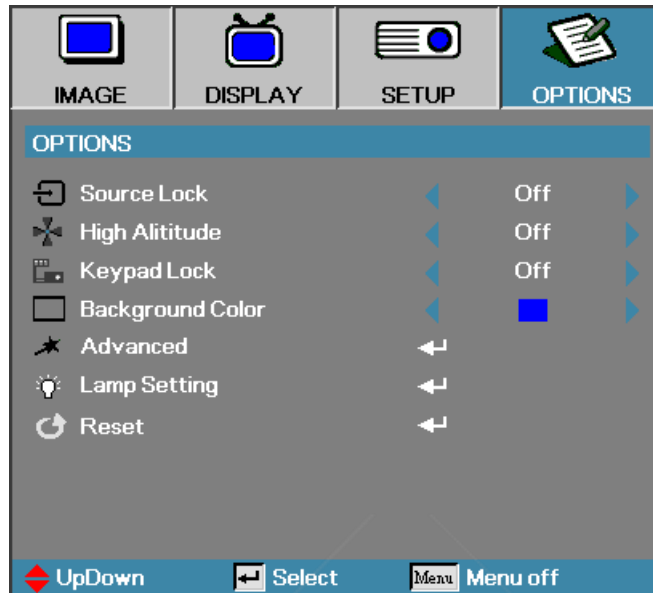 IMAGE DISPLAY SETUP OPTIONS
OPTIONS
Source Lock Off
High Alititude Off
Keypad Lock Off
Background Color
Advanced
Lamp Setting
Reset
UpDown Select Menu Menu off